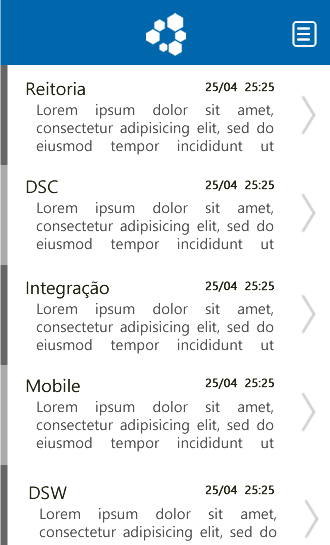 Reitoria 25/04 25:25
Lorem ipsum dolor sit amet,
consectetur adipisicing elit, sed do
eiusmod tempor incididunt ut
DSC 25/04 25:25
Lorem ipsum dolor sit amet,
consectetur adipisicing elit, sed do
eiusmod tempor incididunt ut
Integração 25/04 25:25
Lorem ipsum dolor sit amet,
consectetur adipisicing elit, sed do
eiusmod tempor incididunt ut
Mobile 25/04 25:25
Lorem ipsum dolor sit amet,
consectetur adipisicing elit, sed do
eiusmod tempor incididunt ut
DSW 25/04 25:25
Lorem ipsum dolor sit amet,
consectetur adipisicing elit, sed do